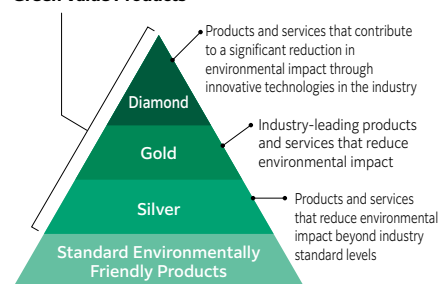 Green Value Products
Products and services that contribute
to a significant reduction in
environmental impact through
innovative technologies in the industry
Diamond
Industry-leading products
and services that reduce
environmental impact
Gold
Products and services
that reduce environmental
impact beyond industry
standard levels
Silver
Standard Environmentally
Friendly Products